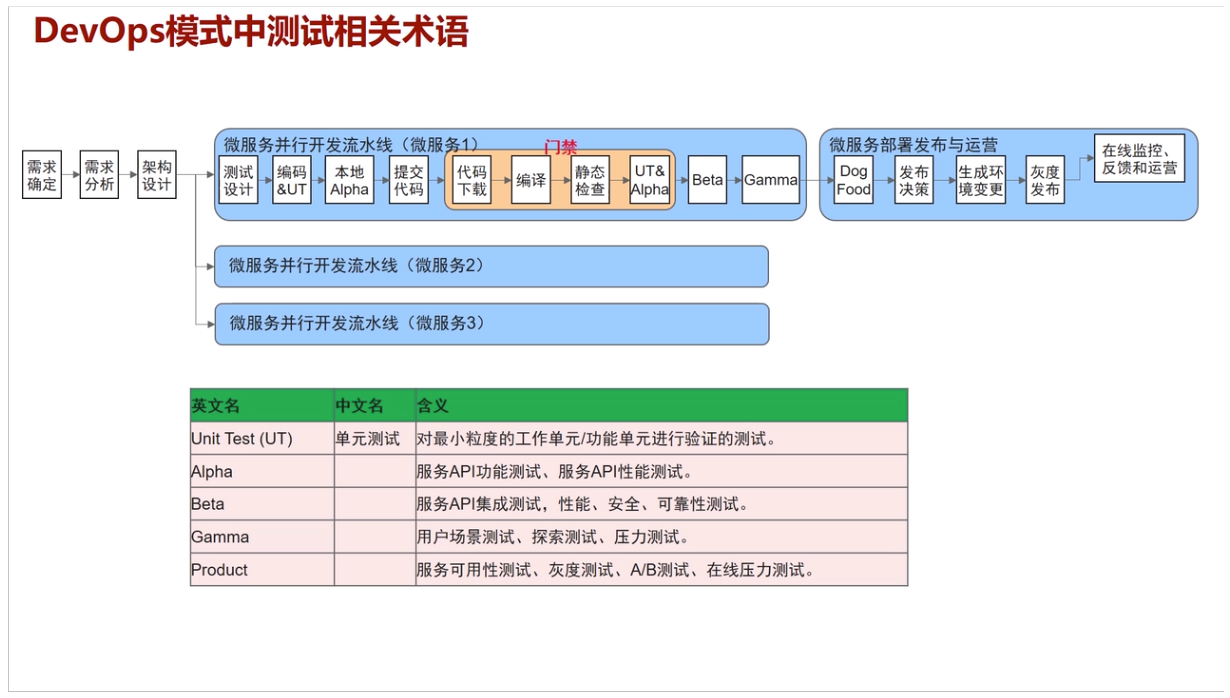 DevOps模式中测试相关术语
需求
确定
需求
分析
架构
设计
微服务并行开发流水线（微服务1）
门禁
测试
设计
编码
&UT
本地
Alpha
提交
代码
代码
下载
编译
静态
检查
UT&
Alpha
Beta
Gamma
微服务部署发布与运营
Dog
Food
发布
决策
生成环
境变更
灰度
发布
在线监控、
反馈和运营
微服务并行开发流水线（微服务2）
微服务并行开发流水线（微服务3）
英文名 中文名 含义
Unit Test (UT) 单元测试 对最小粒度的工作单元/功能单元进行验证的测试。
Alpha 服务API功能测试、服务API性能测试。
Beta 服务API集成测试，性能、安全、可靠性测试。
Gamma 用户场景测试、探索测试、压力测试。
Product 服务可用性测试、灰度测试、A/B测试、在线压力测试。